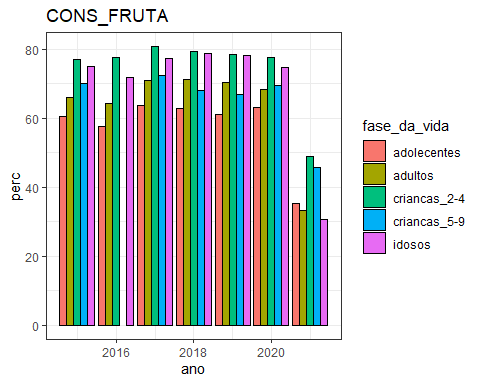 CONS_FRUTA
80
60
40
20
0
perc
2016
2018
2020
ano
fase_da_vida
adolecentes
adultos
criancas_2-4
criancas_5-9
idosos